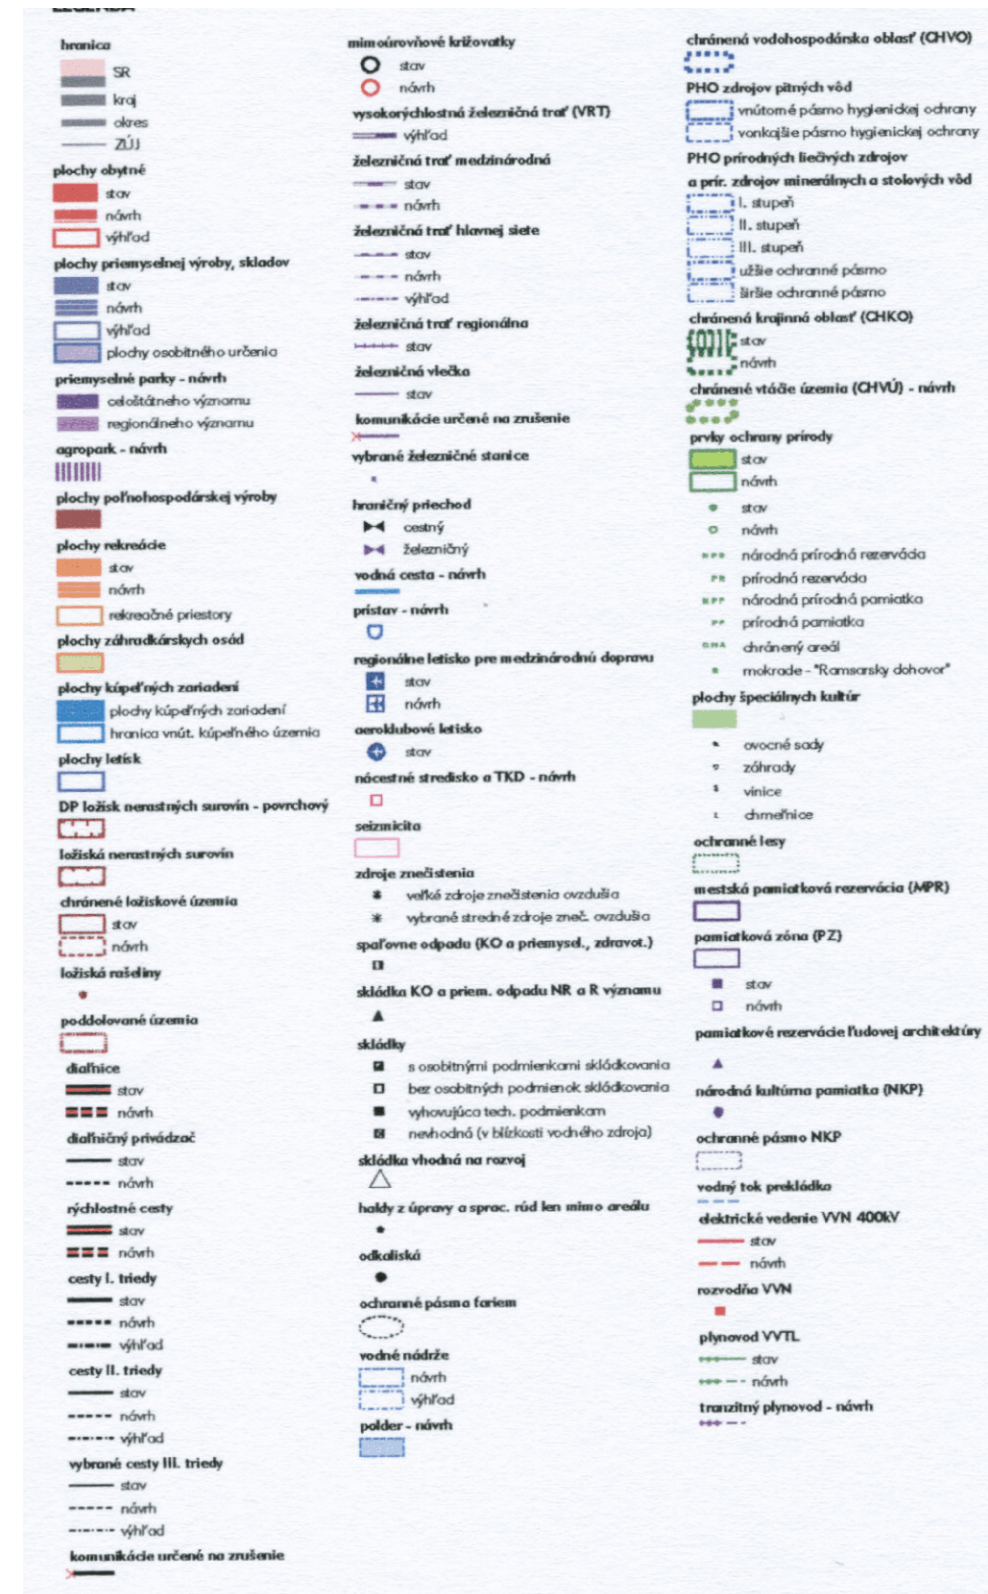 LEGENDA
hranica
SR
kraj
okres
ZÚJ
plochy obytné
stav
návrh
výhľad
plochy priemyselnej výroby, skladov
stav
návrh
výhľad
plochy osobitného určenia
priemyselné parky - návrh
celoštátneho významu
regionálneho významu
agropark - návrh
plochy poľnohospodárskej výroby
plochy rekreácie
stav
návrh
rekreačné priestory
plochy záhradkárskych osád
plochy kúpeľných zariadení
plochy kúpeľných zariadení
hranica vnút. kúpeľného územia
plochy letísk
DP ložísk nerastných surovín - povrchový
ložiská nerastných surovín
chránené ložiskové územia
stav
návrh
ložiská rašeliny
poddolované územia
diaľnice
stav
návrh
diaľničný privádzač
stav
návrh
rýchlostné cesty
stav
návrh
cesty I. triedy
stav
návrh
výhľad
cesty II. triedy
stav
návrh
výhľad
vybrané cesty III. triedy
stav
návrh
výhľad
komunikácie určené na zrušenie
mimoúrovňové križovatky
stav
návrh
vysokorýchlostná železničná trať (VRT)
výhľad
železničná trať medzinárodná
stav
návrh
železničná trať hlavnej siete
stav
návrh
výhľad
železničná trať regionálna
stav
železničná vlečka
stav
komunikácie určené na zrušenie
vybrané železničné stanice
hraničný priechod
cestný
železničný
vodná cesta - návrh
prístav - návrh
regionálne letisko pre medzinárodnú dopravu
stav
návrh
aeroklubové letisko
stav
nácestné stredisko a TKD - návrh
seizmicita
zdroje znečistenia
veľké zdroje znečistenia ovzdušia
vybrané stredné zdroje zneč. ovzdušia
spaľovne odpadu (KO a priemysel., zdravot.)
skládka KO a priem. odpadu NR a R významu
skládky
s osobitnými podmienkami skládkovania
bez osobitných podmienok skládkovania
vyhovujúca tech. podmienkam
nevhodná (v blízkosti vodného zdroja)
skládka vhodná na rozvoj
haldy z úpravy a sprac. rúd len mimo areálu
odkaliská
ochranné pásma fariem
vodné nádrže
návrh
výhľad
polder - návrh
chránená vodohospodárska oblasť (CHVO)
PHO zdrojov pitných vôd
vnútorné pásmo hygienickej ochrany
vonkajšie pásmo hygienickej ochrany
PHO prírodných liečivých zdrojov
a prír. zdrojov minerálnych a stolových vôd
I. stupeň
II. stupeň
III. stupeň
užšie ochranné pásmo
širšie ochranné pásmo
chránená krajinná oblasť (CHKO)
stav
návrh
chránené vtáčie územia (CHVÚ) - návrh
prvky ochrany prírody
stav
návrh
stav
návrh
NPR národná prírodná rezervácia
PR prírodná rezervácia
NPP národná prírodná pamiatka
PP prírodná pamiatka
chránený areál
mokrade - "Ramsarsky dohovor"
plochy špeciálnych kultúr
ovocné sady
záhrady
vinice
chmeľnice
ochranné lesy
mestská pamiatková rezervácia (MPR)
pamiatková zóna (PZ)
stav
návrh
pamiatkové rezervácie ľudovej architektúry
národná kultúrna pamiatka (NKP)
ochranné pásmo NKP
vodný tok prekládka
elektrické vedenie VVN 400kV
stav
návrh
rozvodňa VVN
plynovod VVTL
stav
návrh
tranzitný plynovod - návrh